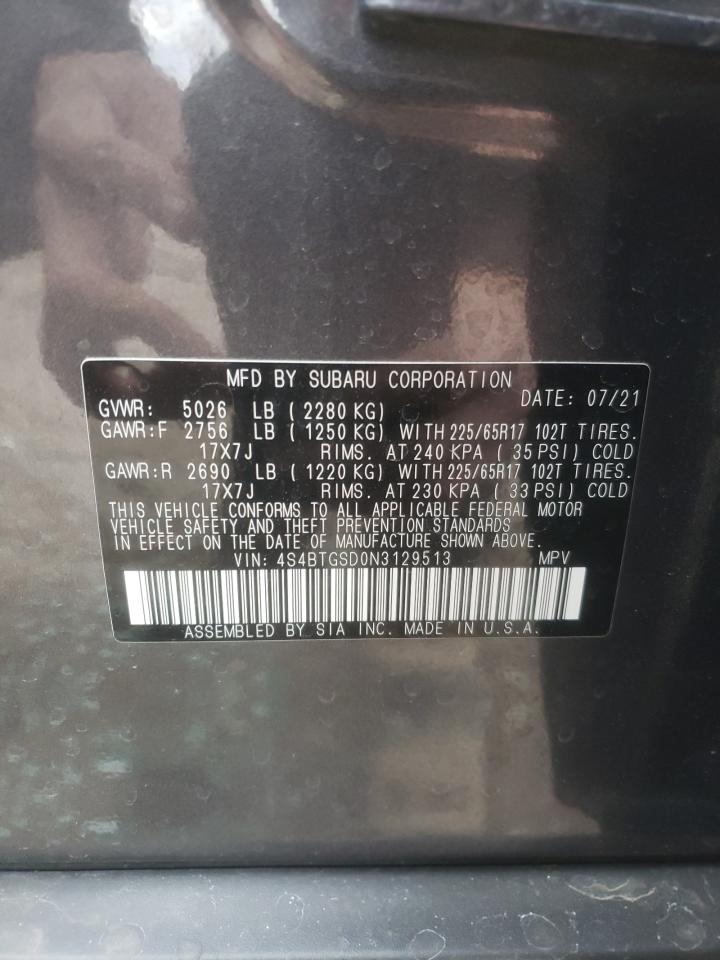 MFD BY SUBARU CORPORATION DATE: 07/21
GVWR: 5026 LB ( 2280 KG)
GAWR:F 2756 LB ( 1250 KG) WITH 225/65R17 102T TIRES.
17X7J RIMS. AT 240 KPA ( 35 PSI) COLD
GAWR:R 2690 LB ( 1220 KG) WITH 225/65R17 102T TIRES.
17X7J RIMS. AT 230 KPA ( 33 PSI) COLD
THIS VEHICLE CONFORMS TO ALL APPLICABLE FEDERAL MOTOR
VEHICLE SAFETY AND THEFT PREVENTION STANDARDS
IN EFFECT ON THE DATE OF MANUFACTURE SHOWN ABOVE.
VIN: 4S4BTGSD0N3129513 MPV
ASSEMBLED BY SIA INC. MADE IN U.S.A.